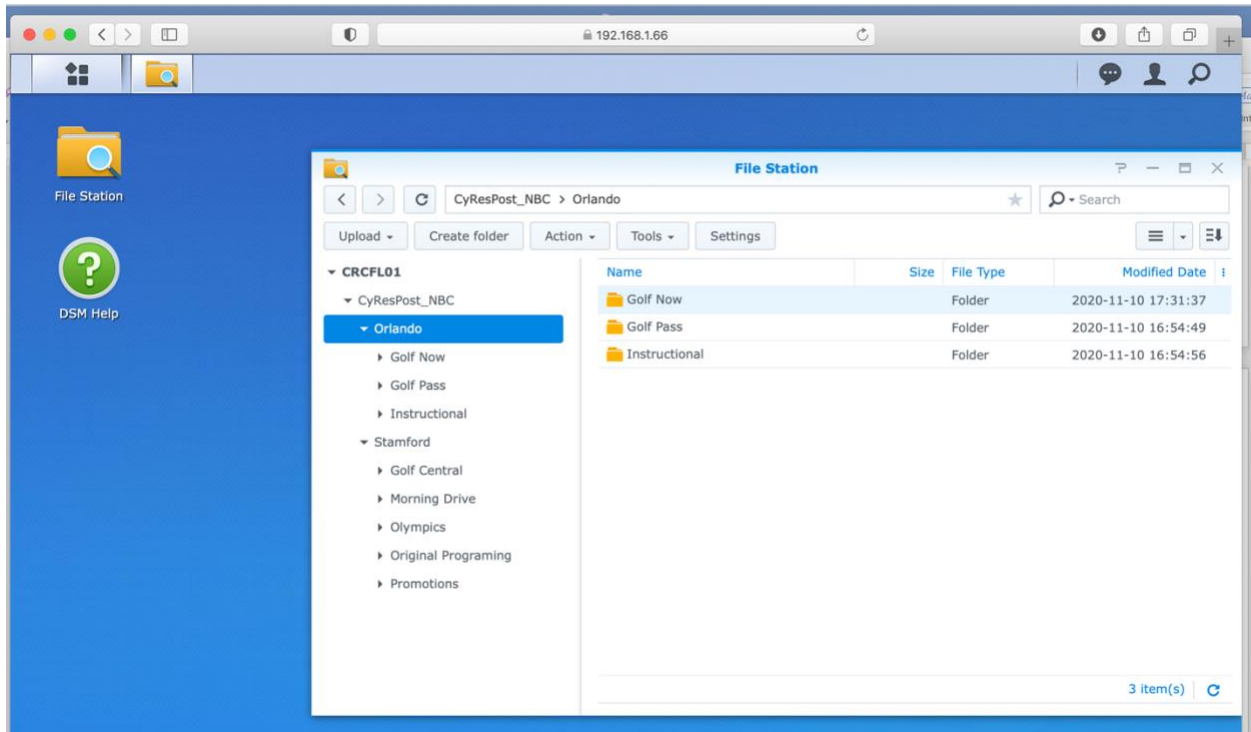 192.168.1.66
File Station
DSM Help
File Station
CyResPost_NBC > Orlando
Search
Upload Create folder Action Tools Settings
CRCFL01
CyResPost_NBC
Orlando
Golf Now
Golf Pass
Instructional
Stamford
Golf Central
Morning Drive
Olympics
Original Programing
Promotions
Name Size File Type Modified Date
Golf Now Folder 2020-11-10 17:31:37
Golf Pass Folder 2020-11-10 16:54:49
Instructional Folder 2020-11-10 16:54:56
3 item(s)